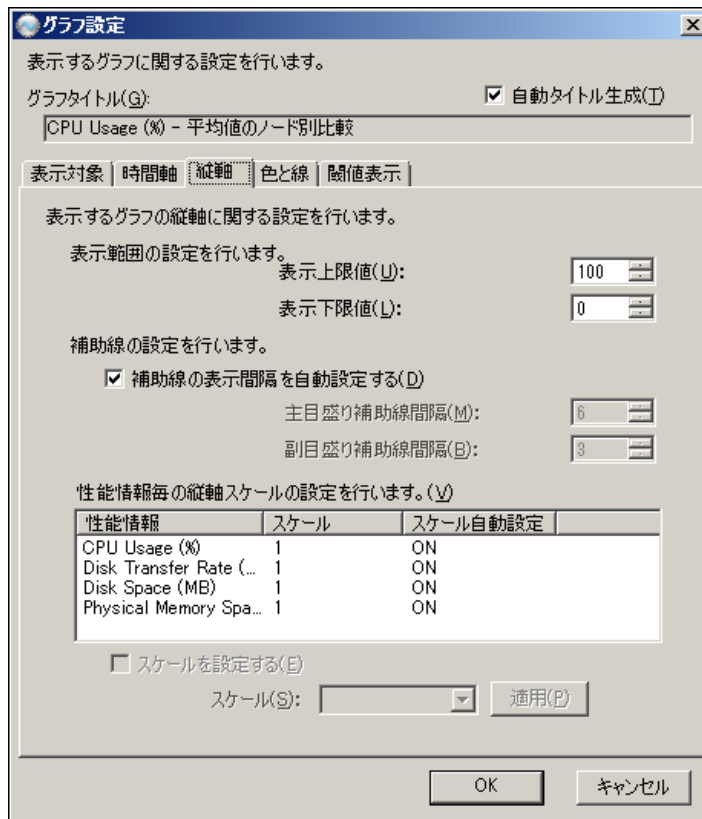 グラフ設定
表示するグラフに関する設定を行います。
グラフタイトル(G):
自動タイトル生成(T)
CPU Usage (%) - 平均値のノード別比較
表示対象 時間軸 縦軸 色と線 閾値表示
表示するグラフの縦軸に関する設定を行います。
表示範囲の設定を行います。
表示上限値(U): 100
表示下限値(L): 0
補助線の設定を行います。
補助線の表示間隔を自動設定する(D)
主目盛り補助線間隔(M): 6
副目盛り補助線間隔(B): 3
性能情報毎の縦軸スケールの設定を行います。(V)
性能情報 スケール スケール自動設定
CPU Usage (%) 1 ON
Disk Transfer Rate (... 1 ON
Disk Space (MB) 1 ON
Physical Memory Spa... 1 ON
スケールを設定する(E)
スケール(S): 適用(P)
OK キャンセル